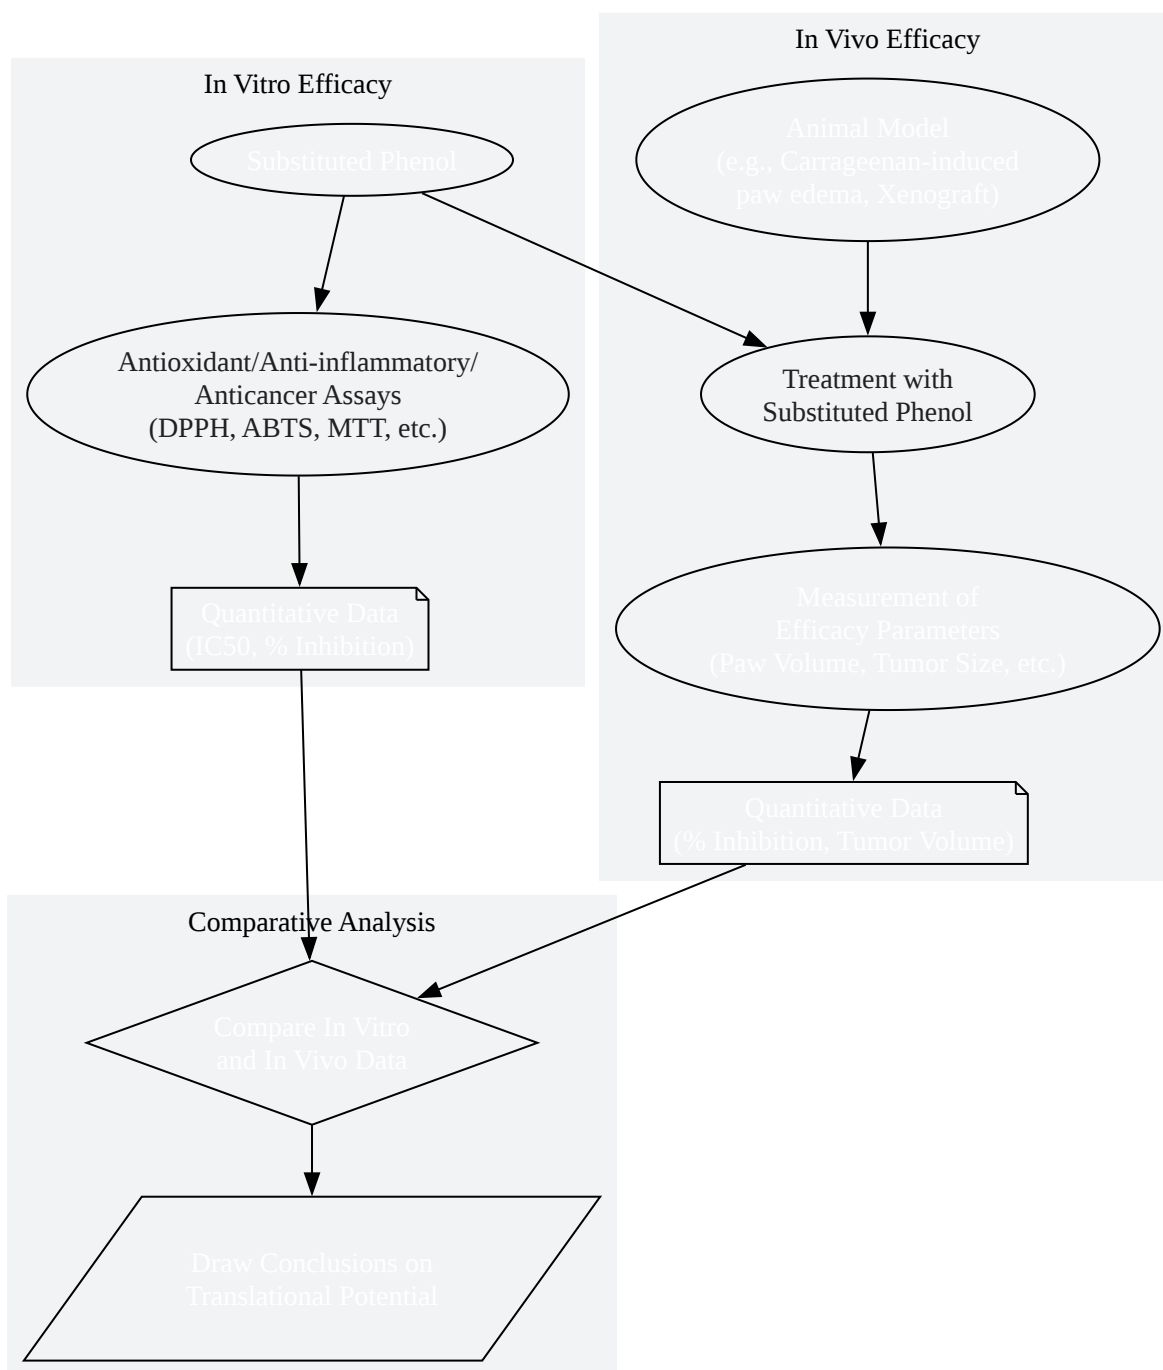 In Vitro Efficacy
Substituted Phenol
Antioxidant/Anti-inflammatory/
Anticancer Assays
(DPPH, ABTS, MTT, etc.)
Quantitative Data
(IC50, % Inhibition)
In Vivo Efficacy
Animal Model
(e.g., Carrageenan-induced
paw edema, Xenograft)
Treatment with
Substituted Phenol
Measurement of
Efficacy Parameters
(Paw Volume, Tumor Size, etc.)
Quantitative Data
(% Inhibition, Tumor Volume)
Comparative Analysis
Compare In Vitro
and In Vivo Data
Draw Conclusions on
Translational Potential